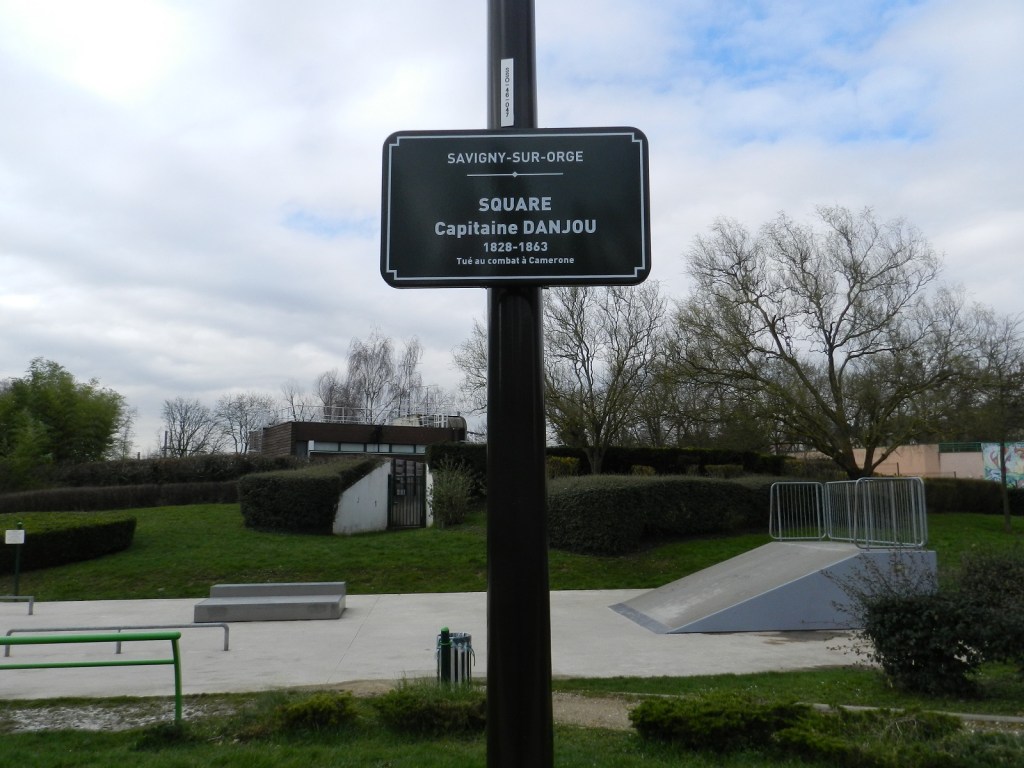 SAVIGNY-SUR-ORGE
SQUARE
Capitaine DANJOU
1828-1863
Tué au combat à Camerone